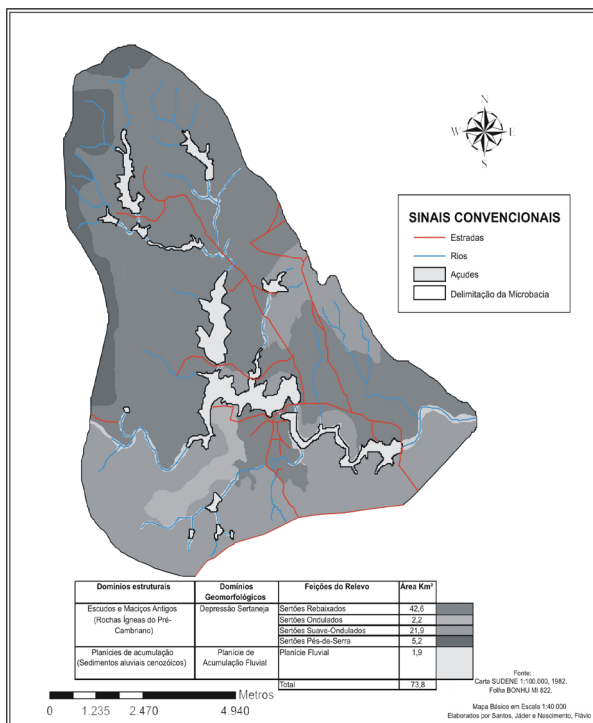 N
W E
S
SINAIS CONVENCIONAIS
Estradas
Rios
Açudes
Delimitação da Microbacia
Domínios estruturais Domínios Geomorfológicos Feições do Relevo Área Km²
Escudos e Maciços Antigos (Rochas Ígneas do Pré-Cambriano) Depressão Sertaneja Sertões Rebaixados 42,6
Sertões Ondulados 2,2
Sertões Suave-Ondulados 21,9
Sertões Pés-de-Serra 5,2
Planícies de acumulação (Sedimentos aluviais cenozóicos) Planície de Acumulação Fluvial Planície Fluvial 1,9
Total 73,8
Metros
0 1.235 2.470 4.940
Fonte:
Carta SUDENE 1:100.000, 1982.
Folha BONHU MI 822.
Mapa Básico em Escala 1:40.000
Elaborados por Santos, Jáder e Nascimento, Flávio